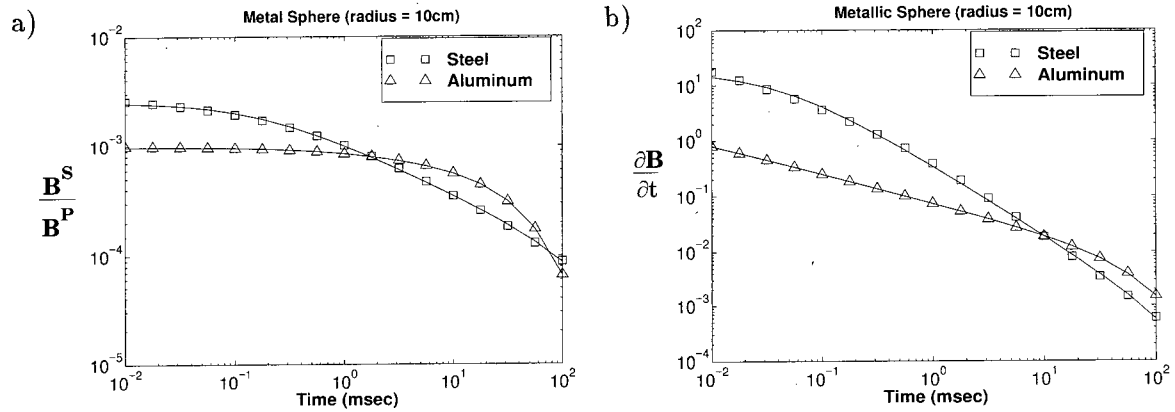 a)
Metal Sphere (radius = 10cm)
10^-2
10^-3
10^-4
10^-5
B^S
B^P
Steel
Aluminum
10^-2 10^-1 10^0 10^1 10^2
Time (msec)
b)
Metallic Sphere (radius = 10cm)
10^2
10^1
10^0
10^-1
10^-2
10^-3
10^-4
∂B
∂t
Steel
Aluminum
10^-2 10^-1 10^0 10^1 10^2
Time (msec)